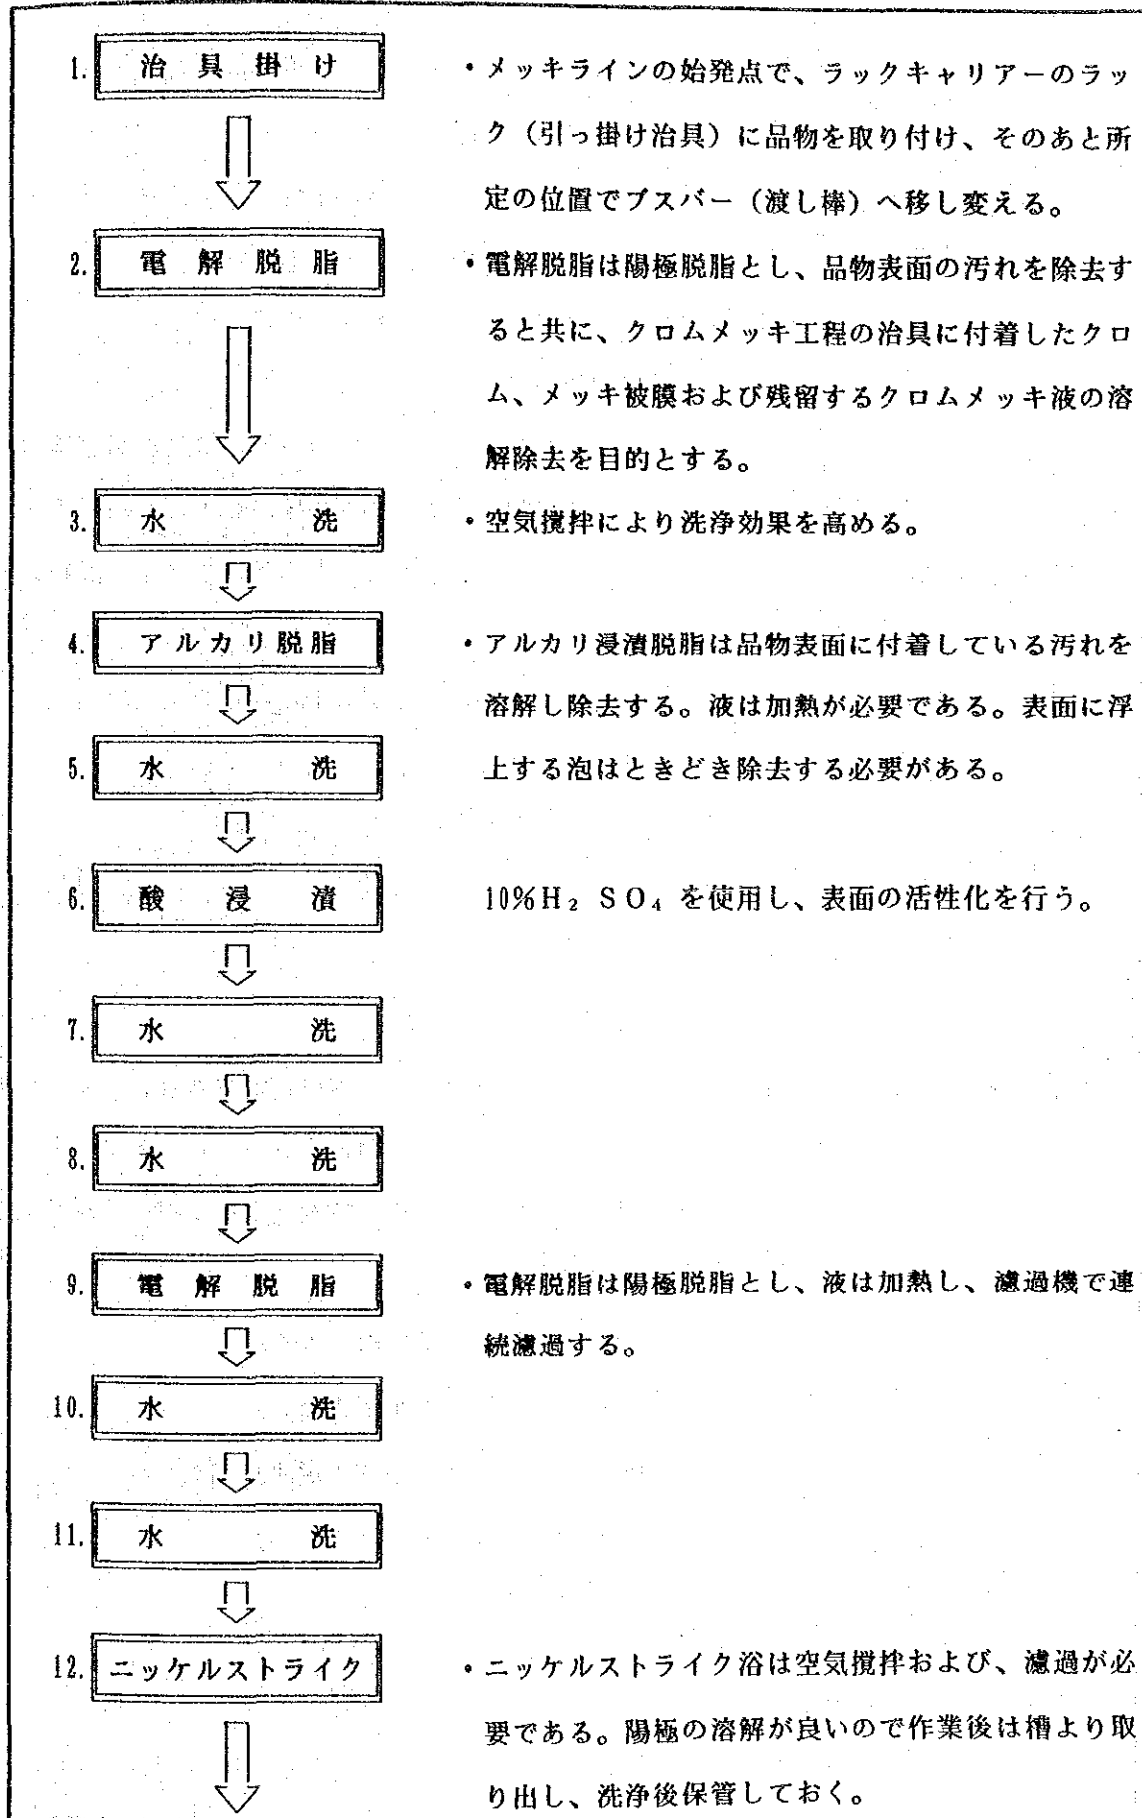 1. 治具掛け
・メッキラインの始発点で、ラックキャリアーのラッ
ク（引っ掛け治具）に品物を取り付け、そのあと所
定の位置でブスバー（渡し棒）へ移し変える。
2. 電解脱脂
・電解脱脂は陽極脱脂とし、品物表面の汚れを除去す
ると共に、クロムメッキ工程の治具に付着したクロ
ム、メッキ被膜および残留するクロムメッキ液の溶
解除去を目的とする。
3. 水洗
・空気攪拌により洗浄効果を高める。
4. アルカリ脱脂
・アルカリ浸漬脱脂は品物表面に付着している汚れを
溶解し除去する。液は加熱が必要である。表面に浮
5. 水洗
上する泡はときどき除去する必要がある。
6. 酸浸漬
10％H₂ SO₄ を使用し、表面の活性化を行う。
7. 水洗
8. 水洗
9. 電解脱脂
・電解脱脂は陽極脱脂とし、液は加熱し、濾過機で連
続濾過する。
10. 水洗
11. 水洗
12. ニッケルストライク
・ニッケルストライク浴は空気攪拌および、濾過が必
要である。陽極の溶解が良いので作業後は槽より取
り出し、洗浄後保管しておく。